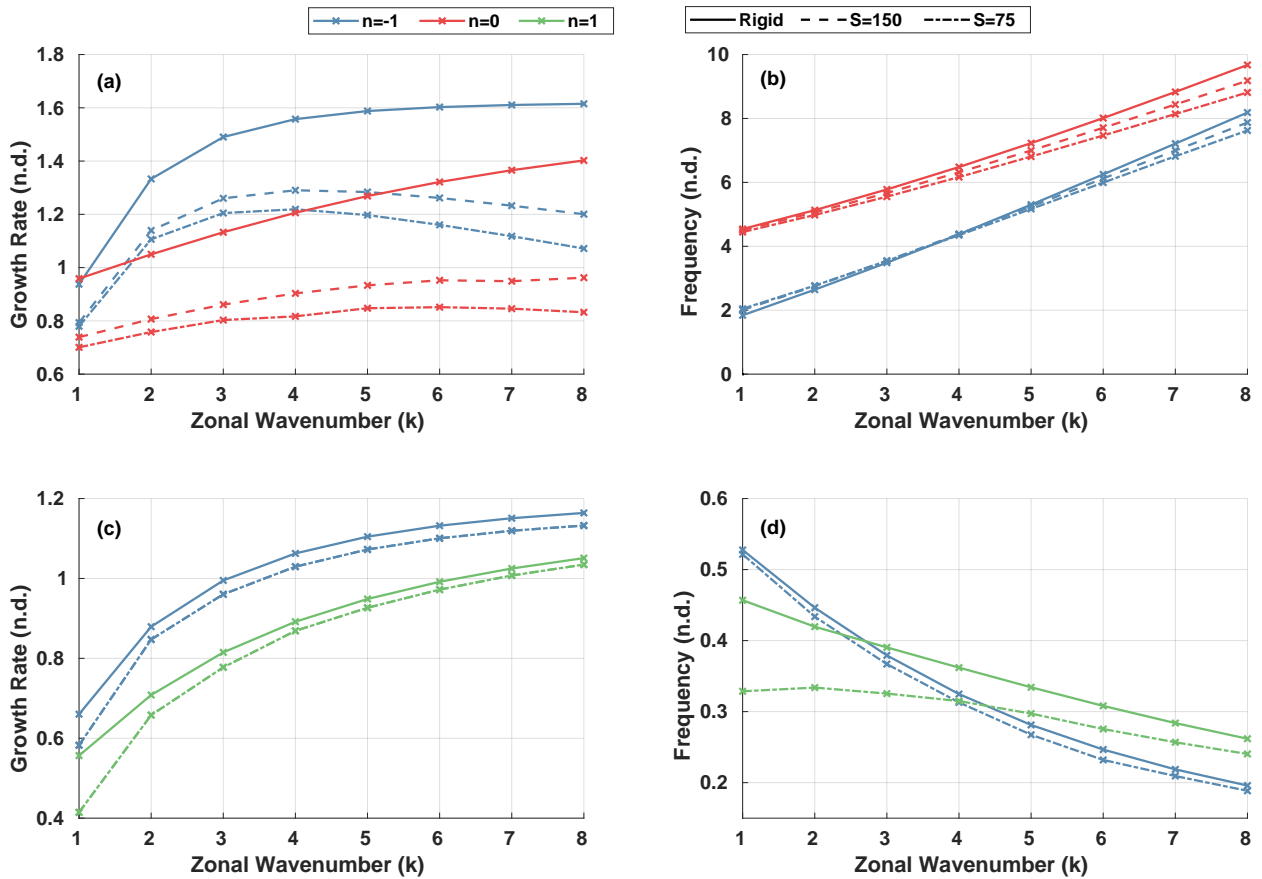 n=-1 n=0 n=1
Rigid S=150 S=75
(a)
Growth Rate (n.d.)
1.8
1.6
1.4
1.2
1
0.8
0.6
1 2 3 4 5 6 7 8
Zonal Wavenumber (k)
(b)
Frequency (n.d.)
10
8
6
4
2
0
1 2 3 4 5 6 7 8
Zonal Wavenumber (k)
(c)
Growth Rate (n.d.)
1.2
1
0.8
0.6
0.4
1 2 3 4 5 6 7 8
Zonal Wavenumber (k)
(d)
Frequency (n.d.)
0.6
0.5
0.4
0.3
0.2
1 2 3 4 5 6 7 8
Zonal Wavenumber (k)